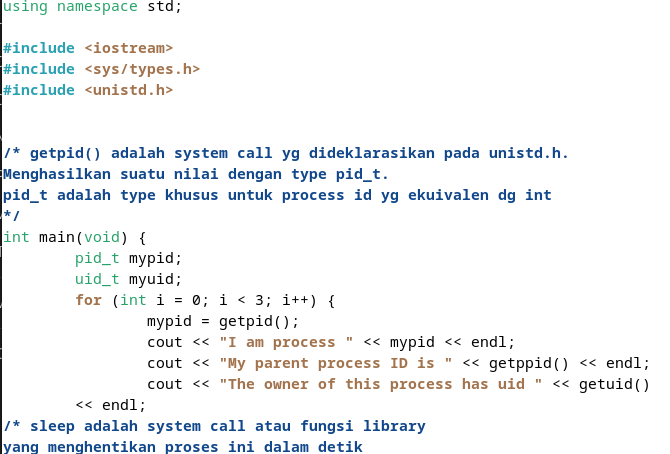 using namespace std;
#include <iostream>
#include <sys/types.h>
#include <unistd.h>
/* getpid() adalah system call yg dideklarasikan pada unistd.h.
Menghasilkan suatu nilai dengan type pid_t.
pid_t adalah type khusus untuk process id yg ekuivalen dg int
*/
int main(void) {
        pid_t mypid;
        uid_t myuid;
        for (int i = 0; i < 3; i++) {
                mypid = getpid();
                cout << "I am process " << mypid << endl;
                cout << "My parent process ID is " << getppid() << endl;
                cout << "The owner of this process has uid " << getuid()
        << endl;
/* sleep adalah system call atau fungsi library
yang menghentikan proses ini dalam detik